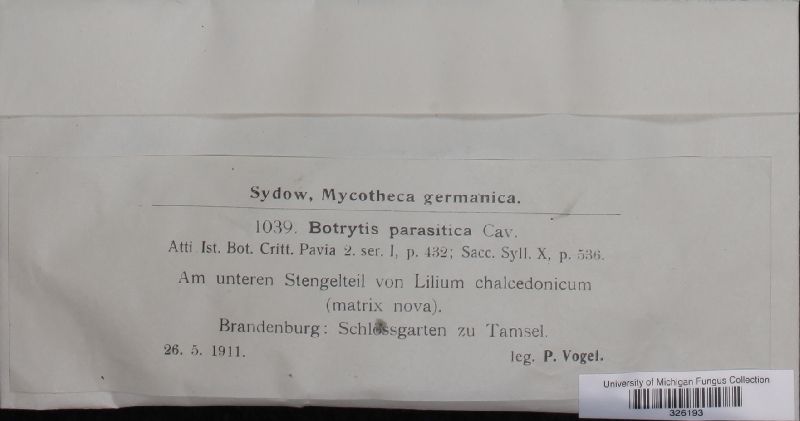 Sydow, Mycotheca germanica.
1039. Botrytis parasitica Cav.
Atti Ist. Bot. Critt. Pavia 2. ser. I, p. 432; Sacc. Syll. X, p. 536.
Am unteren Stengelteil von Lilium chalcedonicum
(matrix nova).
Brandenburg: Schlossgarten zu Tamsel.
26. 5. 1911. leg. P. Vogel.
University of Michigan Fungus Collection
326193